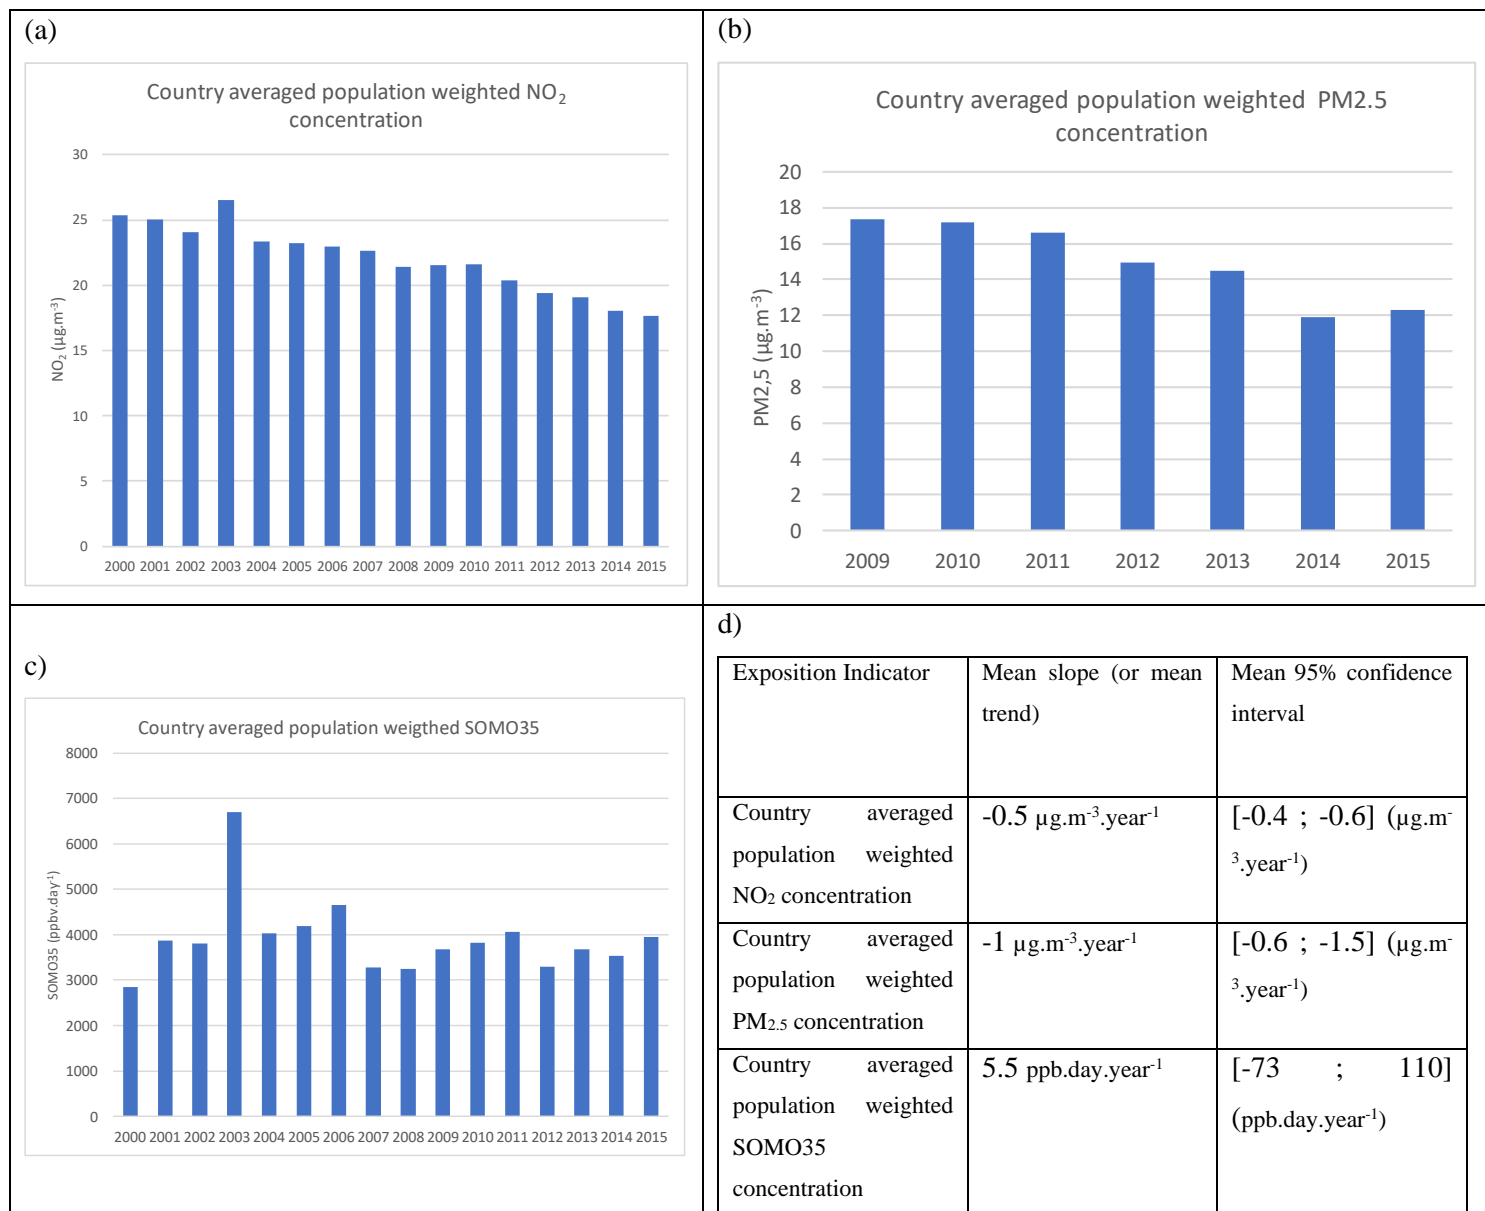 (a)
Country averaged population weighted NO2
concentration
30
25
20
15
10
5
0
NO2 (µg.m-3)
2000 2001 2002 2003 2004 2005 2006 2007 2008 2009 2010 2011 2012 2013 2014 2015
(b)
Country averaged population weighted PM2.5
concentration
20
18
16
14
12
10
8
6
4
2
0
PM2,5 (µg.m-3)
2009 2010 2011 2012 2013 2014 2015
c)
Country averaged population weigthed SOMO35
8000
7000
6000
5000
4000
3000
2000
1000
0
SOMO35 (ppbv.day-1)
2000 2001 2002 2003 2004 2005 2006 2007 2008 2009 2010 2011 2012 2013 2014 2015
d)
Exposition Indicator
Mean slope (or mean
trend)
Mean 95% confidence
interval
Country averaged
population weighted
NO2 concentration
-0.5 µg.m-3.year-1
[-0.4 ; -0.6] (µg.m-
3.year-1)
Country averaged
population weighted
PM2.5 concentration
-1 µg.m-3.year-1
[-0.6 ; -1.5] (µg.m-
3.year-1)
Country averaged
population weighted
SOMO35
concentration
5.5 ppb.day.year-1
[-73 ; 110]
(ppb.day.year-1)